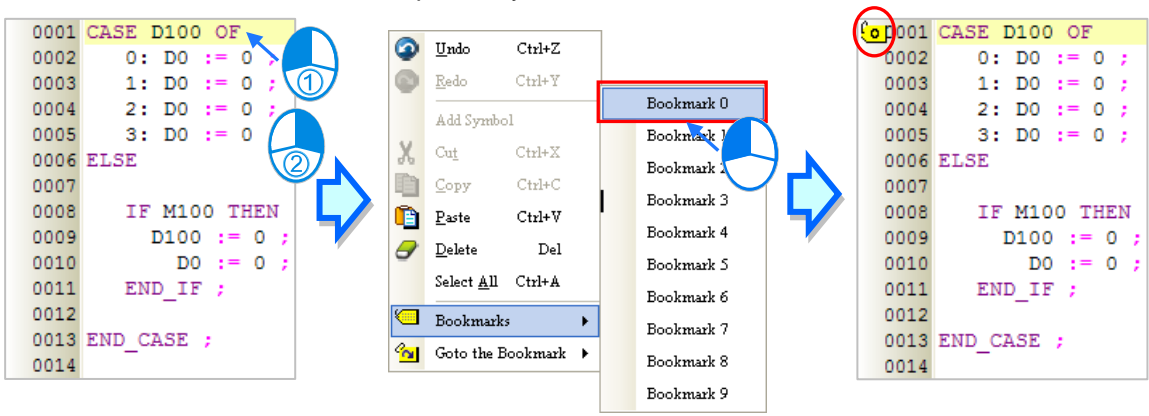 0001 CASE D100 OF
0002 0: D0 := 0 ;
0003 1: D0 := 0 ;
0004 2: D0 := 0 ;
0005 3: D0 := 0
0006 ELSE
0007
0008 IF M100 THEN
0009 D100 := 0 ;
0010 D0 := 0 ;
0011 END_IF ;
0012
0013 END_CASE ;
0014
1
2
Undo Ctrl+Z
Redo Ctrl+Y
Add Symbol
Cut Ctrl+X
Copy Ctrl+C
Paste Ctrl+V
Delete Del
Select All Ctrl+A
Bookmarks
Goto the Bookmark
Bookmark 0
Bookmark 1
Bookmark 2
Bookmark 3
Bookmark 4
Bookmark 5
Bookmark 6
Bookmark 7
Bookmark 8
Bookmark 9
0 0001 CASE D100 OF
0002 0: D0 := 0 ;
0003 1: D0 := 0 ;
0004 2: D0 := 0 ;
0005 3: D0 := 0 ;
0006 ELSE
0007
0008 IF M100 THEN
0009 D100 := 0 ;
0010 D0 := 0 ;
0011 END_IF ;
0012
0013 END_CASE ;
0014